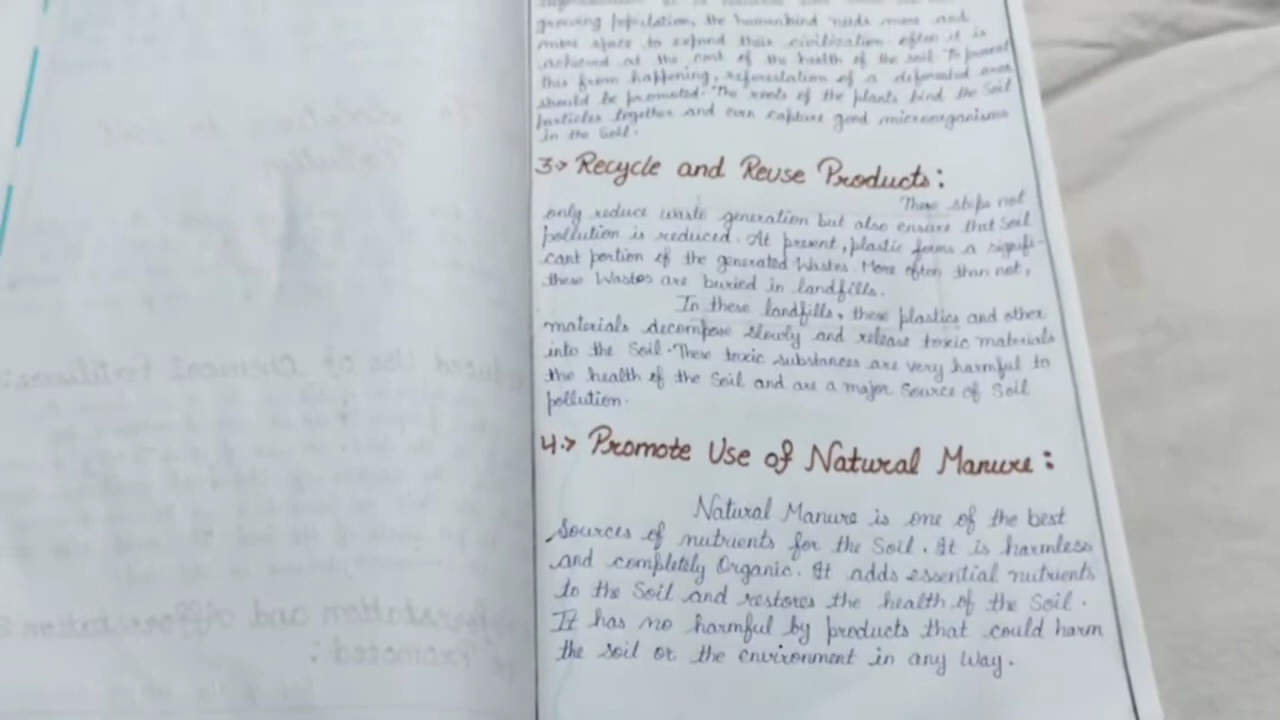 growing population, the humankind needs more and
more space to expand their civilization. often it is
achieved at the cost of the health of the soil. To prevent
this from happening, reforestation of a deforested area
should be promoted. The roots of the plants bind the Soil
particles together and even capture good microorganisms
in the Soil.
3.> Recycle and Reuse Products:
These steps not
only reduce waste generation but also ensure that Soil
pollution is reduced. At present, plastic forms a signifi-
cant portion of the generated Wastes. More often than not,
these Wastes are buried in landfills.
In these landfills, these plastics and other
materials decompose slowly and release toxic materials
into the Soil. These toxic substances are very harmful to
the health of the Soil and are a major Source of Soil
pollution.
4.> Promote Use of Natural Manure:
Natural Manure is one of the best
Sources of nutrients for the Soil. It is harmless
and completely Organic. It adds essential nutrients
to the Soil and restores the health of the Soil.
It has no harmful by products that could harm
the soil or the environment in any Way.